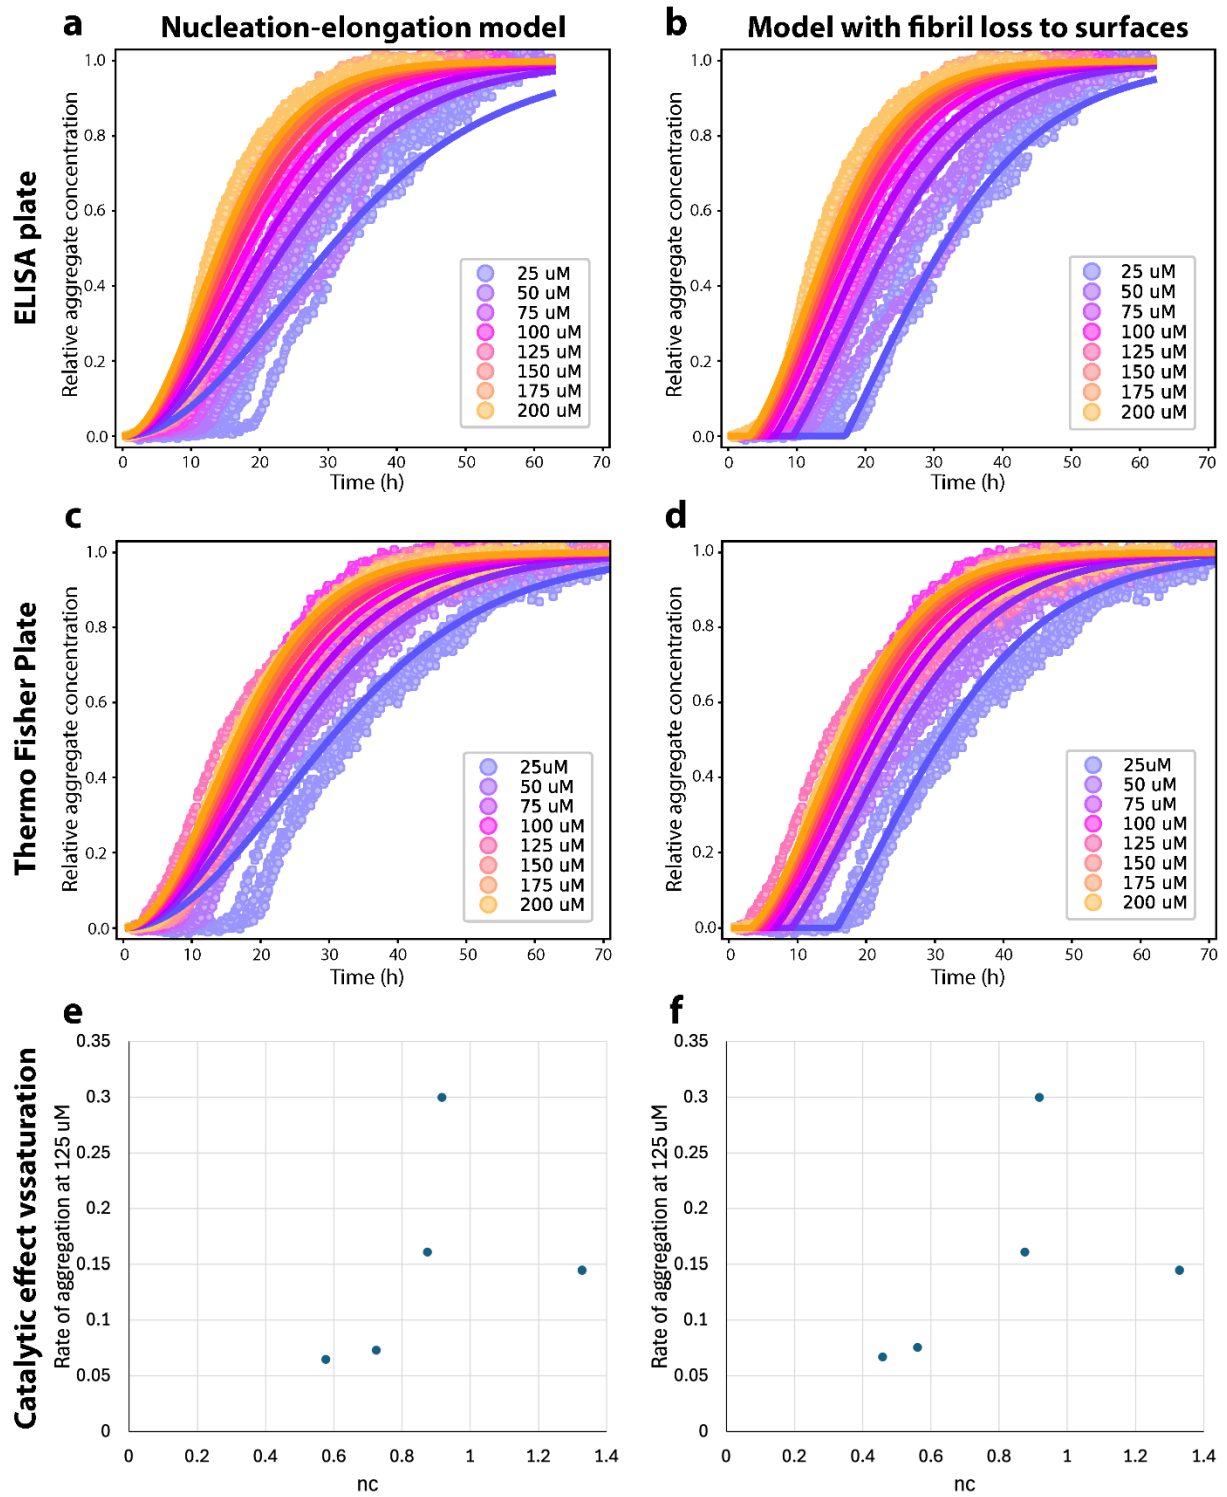 a Nucleation-elongation model
b Model with fibril loss to surfaces
ELISA plate
Relative aggregate concentration
1.0
0.8
0.6
0.4
0.2
0.0
0 10 20 30 40 50 60 70
Time (h)
25 uM
50 uM
75 uM
100 uM
125 uM
150 uM
175 uM
200 uM
Relative aggregate concentration
1.0
0.8
0.6
0.4
0.2
0.0
0 10 20 30 40 50 60 70
Time (h)
25 uM
50 uM
75 uM
100 uM
125 uM
150 uM
175 uM
200 uM
Thermo Fisher Plate
c
Relative aggregate concentration
1.0
0.8
0.6
0.4
0.2
0.0
0 10 20 30 40 50 60 70
Time (h)
25uM
50 uM
75 uM
100 uM
125 uM
150 uM
175 uM
200 uM
d
Relative aggregate concentration
1.0
0.8
0.6
0.4
0.2
0.0
0 10 20 30 40 50 60 70
Time (h)
25uM
50 uM
75 uM
100 uM
125 uM
150 uM
175 uM
200 uM
Catalytic effect vssaturation
e
Rate of aggregation at 125 uM
0.35
0.3
0.25
0.2
0.15
0.1
0.05
0
0 0.2 0.4 0.6 0.8 1 1.2 1.4
nc
f
Rate of aggregation at 125 uM
0.35
0.3
0.25
0.2
0.15
0.1
0.05
0
0 0.2 0.4 0.6 0.8 1 1.2 1.4
nc